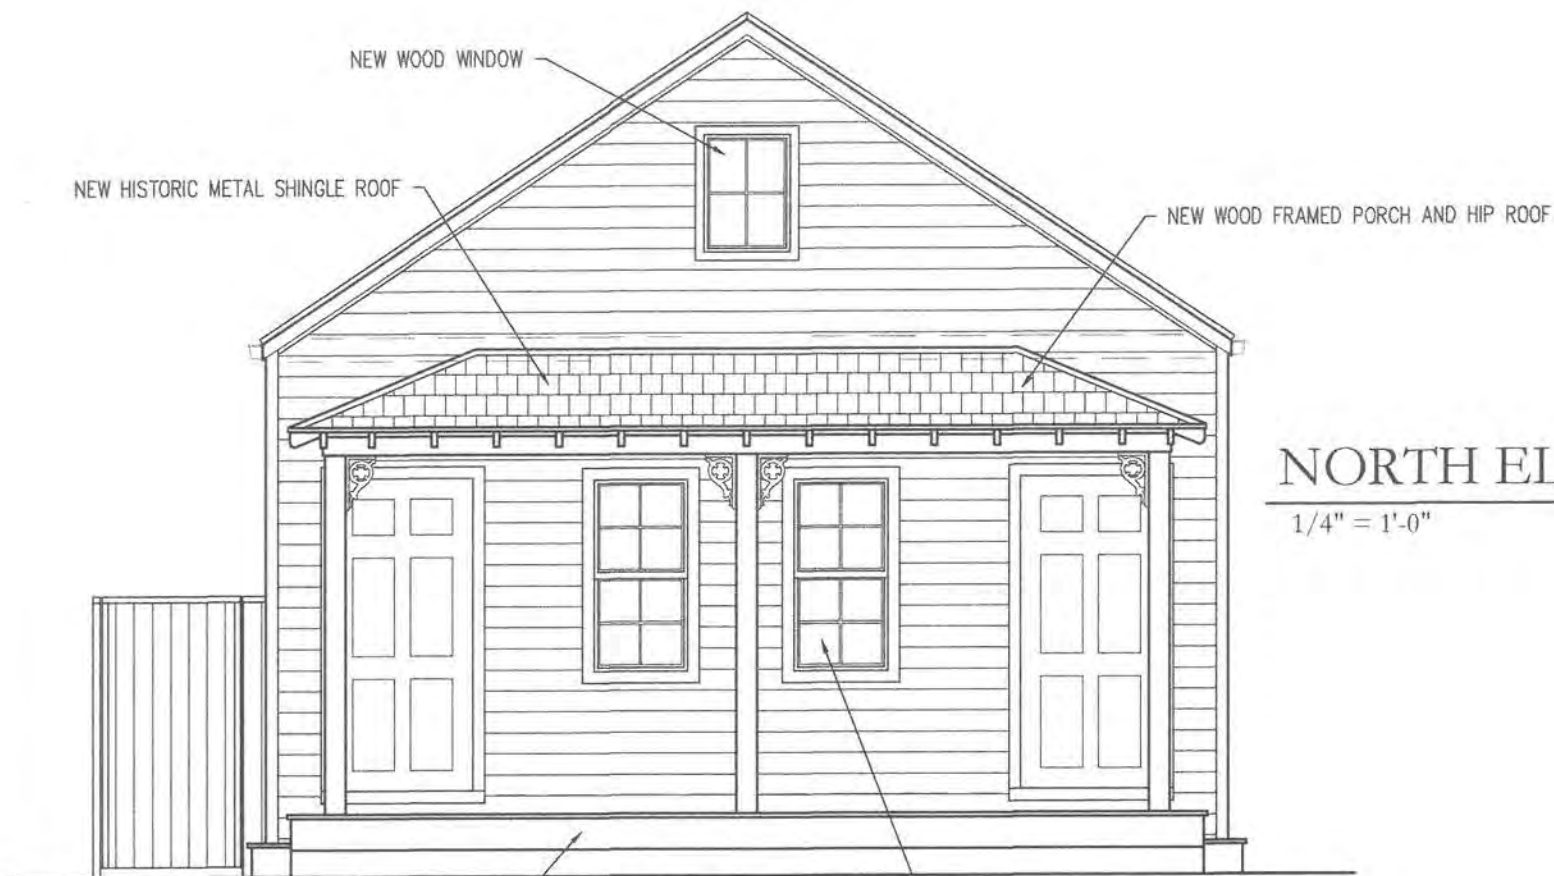 NEW WOOD WINDOW
NEW HISTORIC METAL SHINGLE ROOF
NEW WOOD FRAMED PORCH AND HIP ROOF
NORTH EL
1/4" = 1'-0"